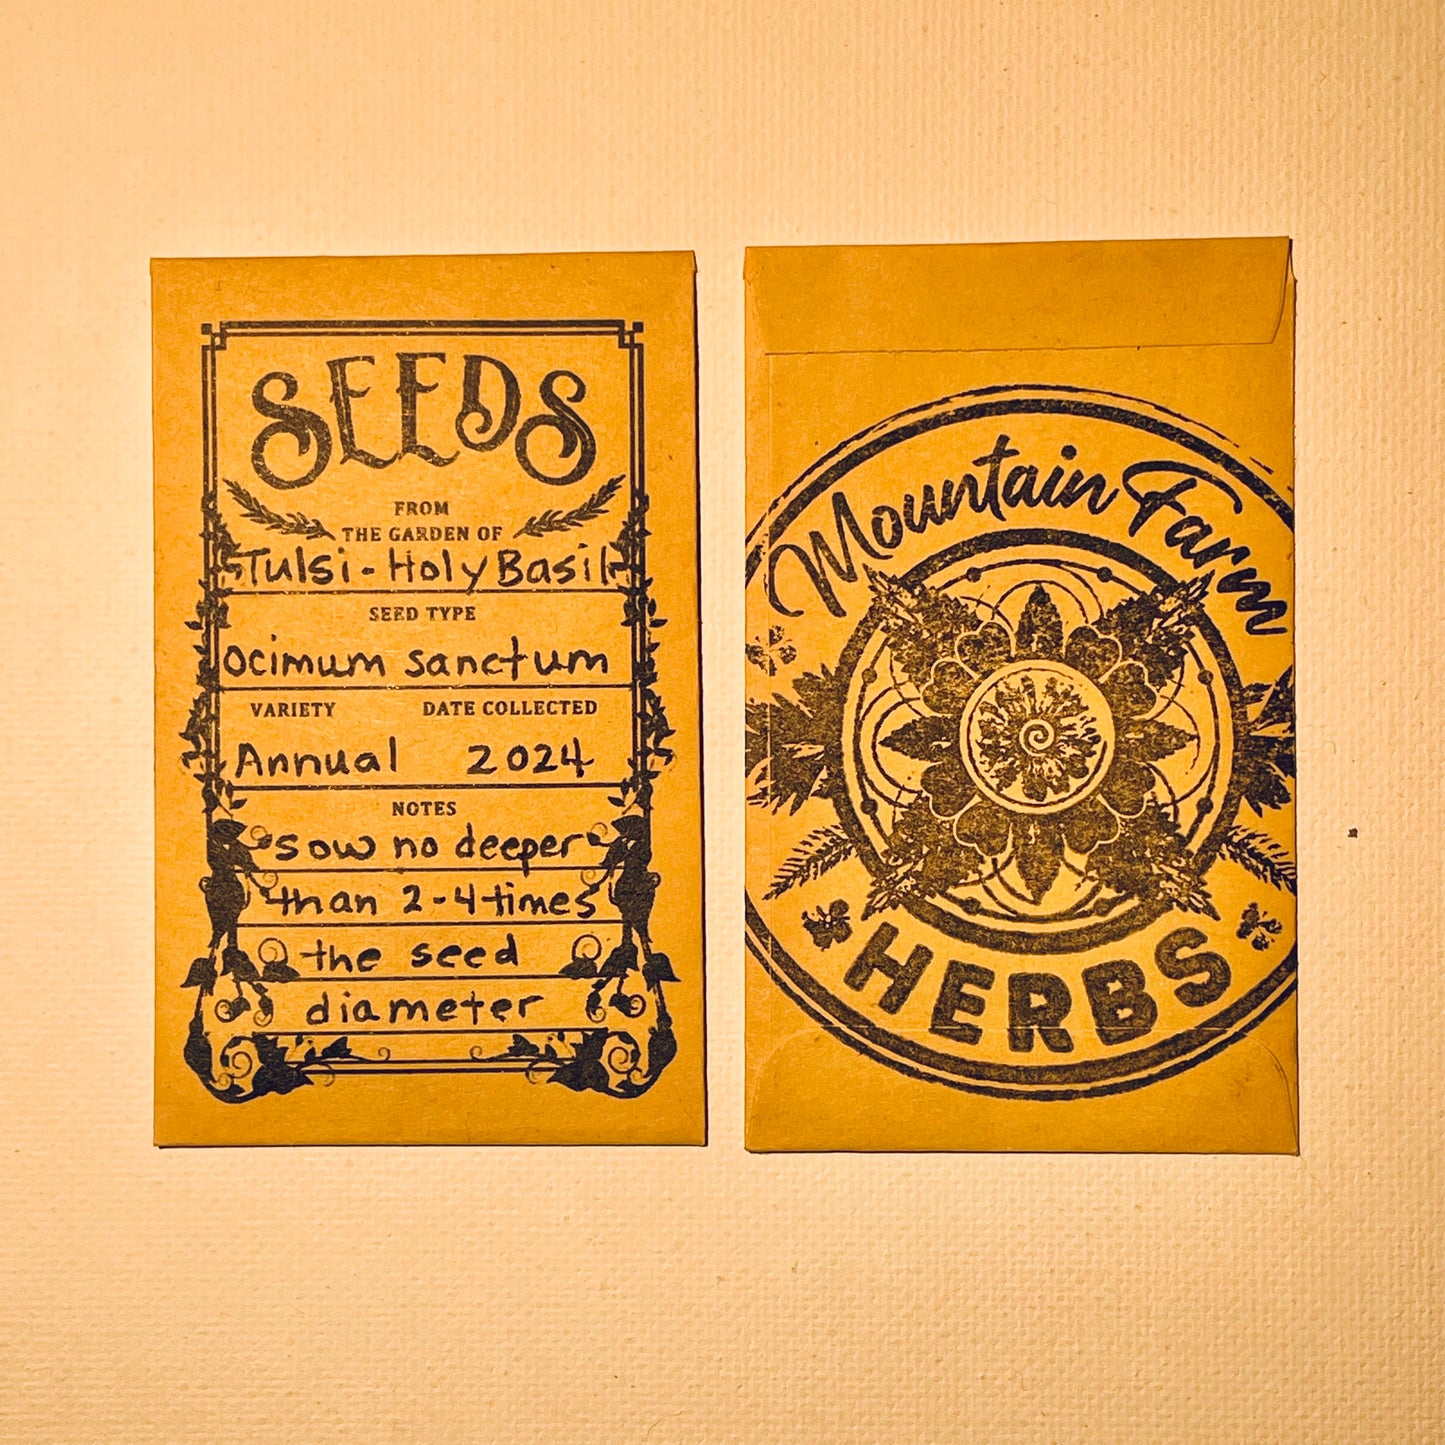 SEEDS
FROM
THE GARDEN OF
Tulsi - Holy Basil
SEED TYPE
Ocimum sanctum
VARIETY DATE COLLECTED
Annual 2024
NOTES
sow no deeper
than 2-4 times
the seed
diameter
Mountain Farm
HERBS